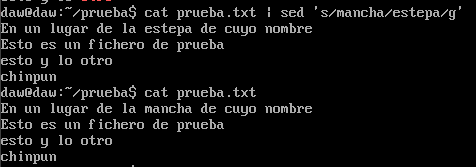 daw@daw:~/prueba$ cat prueba.txt | sed 's/mancha/estepa/g'
En un lugar de la estepa de cuyo nombre
Esto es un fichero de prueba
esto y lo otro
chinpun
daw@daw:~/prueba$ cat prueba.txt
En un lugar de la mancha de cuyo nombre
Esto es un fichero de prueba
esto y lo otro
chinpun